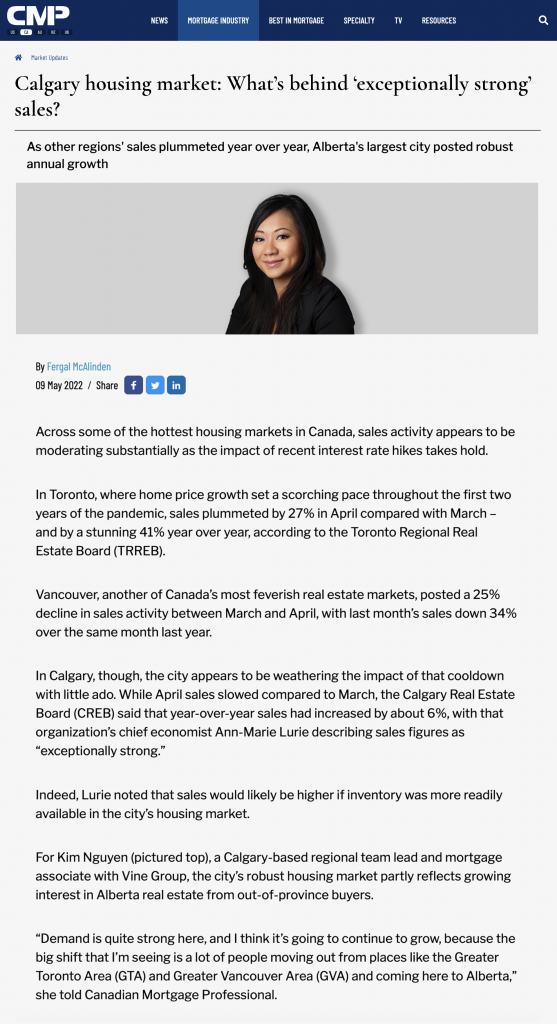 CMP
US CA AU NZ UK
NEWS
MORTGAGE INDUSTRY
BEST IN MORTGAGE
SPECIALTY
TV
RESOURCES
Market Updates
Calgary housing market: What’s behind ‘exceptionally strong’
sales?
As other regions' sales plummeted year over year, Alberta's largest city posted robust
annual growth
By Fergal McAlinden
09 May 2022 / Share
Across some of the hottest housing markets in Canada, sales activity appears to be
moderating substantially as the impact of recent interest rate hikes takes hold.
In Toronto, where home price growth set a scorching pace throughout the first two
years of the pandemic, sales plummeted by 27% in April compared with March –
and by a stunning 41% year over year, according to the Toronto Regional Real
Estate Board (TRREB).
Vancouver, another of Canada’s most feverish real estate markets, posted a 25%
decline in sales activity between March and April, with last month’s sales down 34%
over the same month last year.
In Calgary, though, the city appears to be weathering the impact of that cooldown
with little ado. While April sales slowed compared to March, the Calgary Real Estate
Board (CREB) said that year-over-year sales had increased by about 6%, with that
organization’s chief economist Ann-Marie Lurie describing sales figures as
“exceptionally strong.”
Indeed, Lurie noted that sales would likely be higher if inventory was more readily
available in the city’s housing market.
For Kim Nguyen (pictured top), a Calgary-based regional team lead and mortgage
associate with Vine Group, the city’s robust housing market partly reflects growing
interest in Alberta real estate from out-of-province buyers.
“Demand is quite strong here, and I think it’s going to continue to grow, because the
big shift that I’m seeing is a lot of people moving out from places like the Greater
Toronto Area (GTA) and Greater Vancouver Area (GVA) and coming here to Alberta,”
she told Canadian Mortgage Professional.